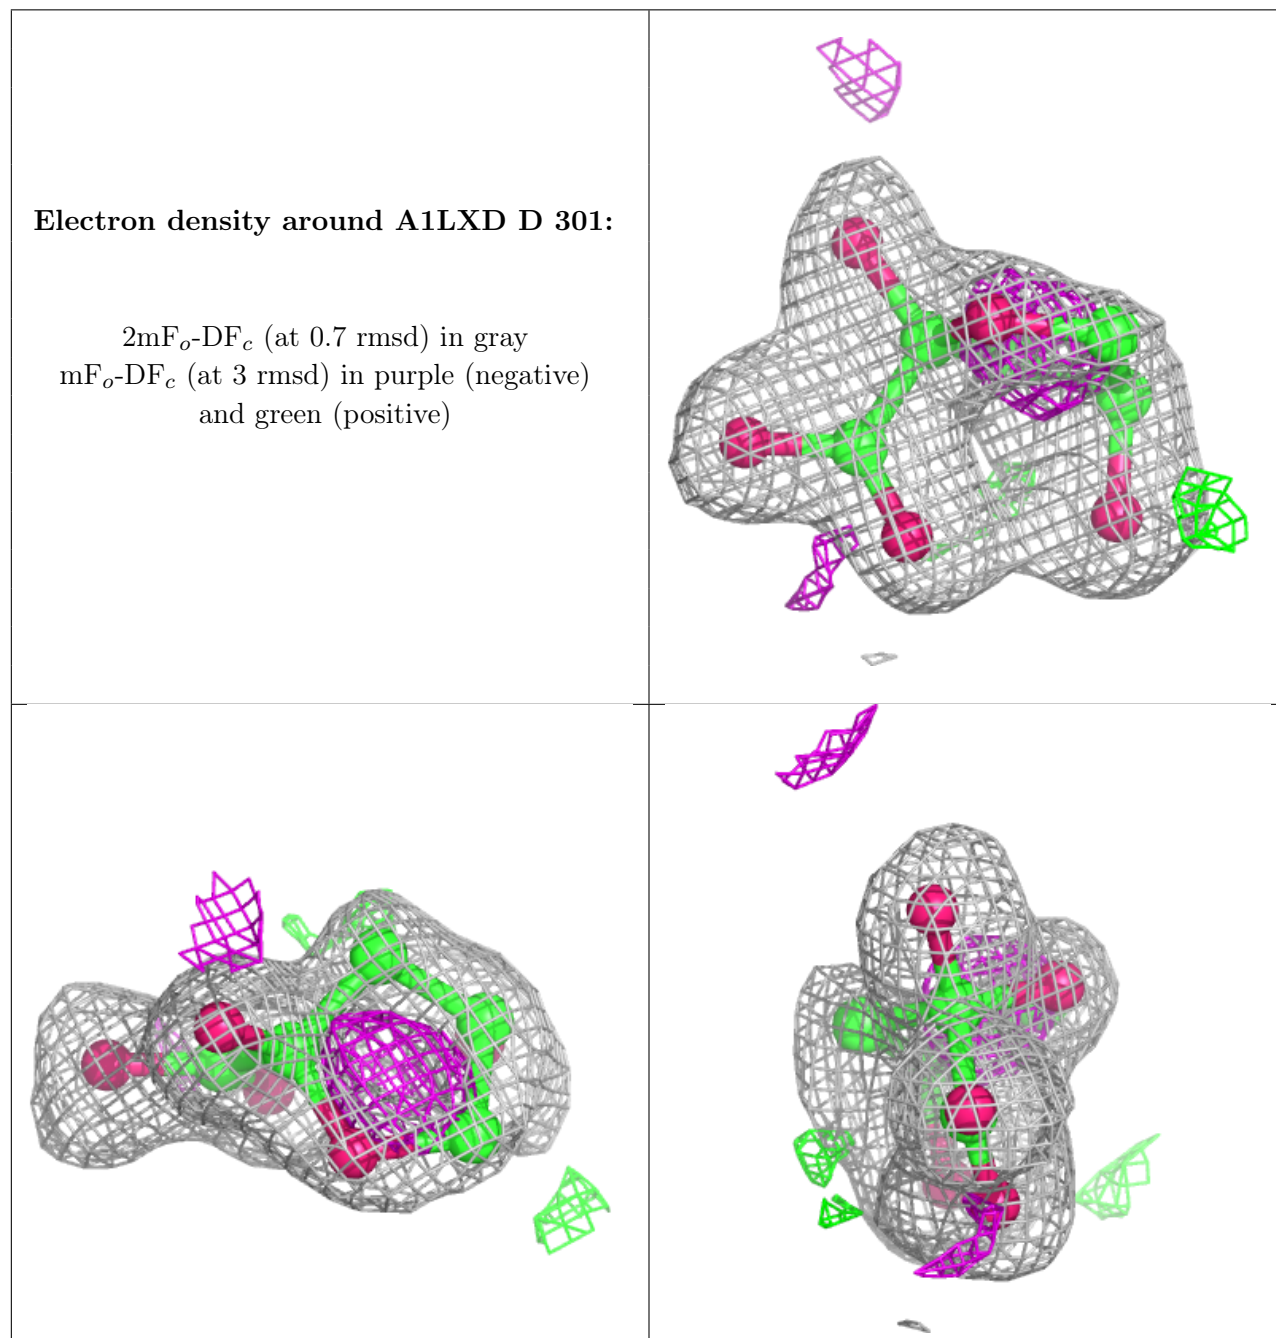 Electron density around A1LXD D 301:
2mFo-DFc (at 0.7 rmsd) in gray
mFo-DFc (at 3 rmsd) in purple (negative)
and green (positive)